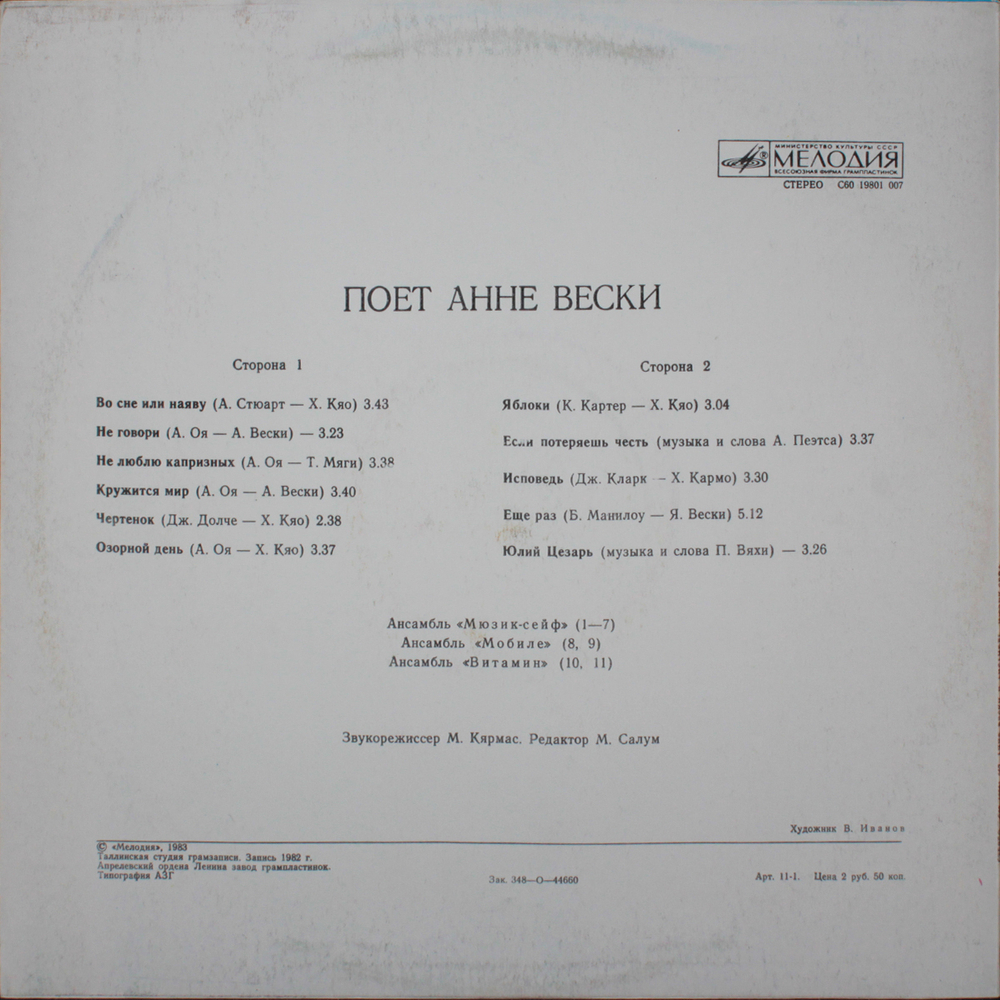 МИНИСТЕРСТВО КУЛЬТУРЫ СССР
® МЕЛОДИЯ
ВСЕСОЮЗНАЯ ФИРМА ГРАМПЛАСТИНОК
СТЕРЕО С60 19801 007
ПОЕТ АННЕ ВЕСКИ
Сторона 1
Во сне или наяву (А. Стюарт — Х. Кяо) 3.43
Не говори (А. Оя — А. Вески) — 3.23
Не люблю капризных (А. Оя — Т. Мяги) 3.38
Кружится мир (А. Оя — А. Вески) 3.40
Чертенок (Дж. Долче — Х. Кяо) 2.38
Озорной день (А. Оя — Х. Кяо) 3.37
Сторона 2
Яблоки (К. Картер — Х. Кяо) 3.04
Если потеряешь честь (музыка и слова А. Пеэтса) 3.37
Исповедь (Дж. Кларк — Х. Кармо) 3.30
Еще раз (Б. Манилоу — Я. Вески) 5.12
Юлий Цезарь (музыка и слова П. Вяхи) — 3.26
Ансамбль «Мюзик-сейф» (1—7)
Ансамбль «Мобиле» (8, 9)
Ансамбль «Витамин» (10, 11)
Звукорежиссер М. Кярмас. Редактор М. Салум
Художник В. Иванов
© «Мелодия», 1983
Таллинская студия грамзаписи. Запись 1982 г.
Апрелевский ордена Ленина завод грампластинок.
Типография АЗГ
Зак. 348—О—44660
Арт. 11-1. Цена 2 руб. 50 коп.